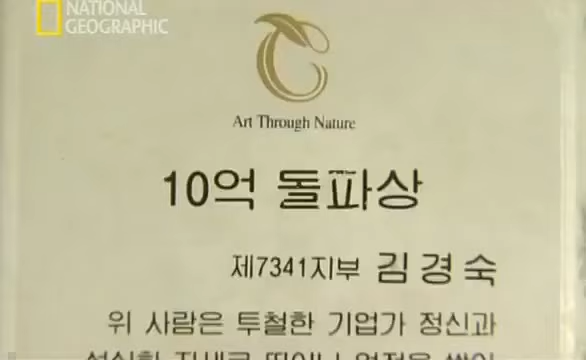 NATIONAL
GEOGRAPHIC
Art Through Nature
10억 돌파상
제7341지부 김경숙
위 사람은 투철한 기업가 정신과